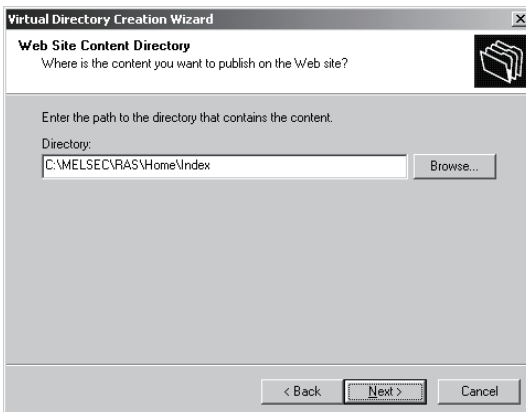 Virtual Directory Creation Wizard
Web Site Content Directory
Where is the content you want to publish on the Web site?
Enter the path to the directory that contains the content.
Directory:
C:\MELSEC\RAS\Home\Index
Browse...
< Back
Next >
Cancel